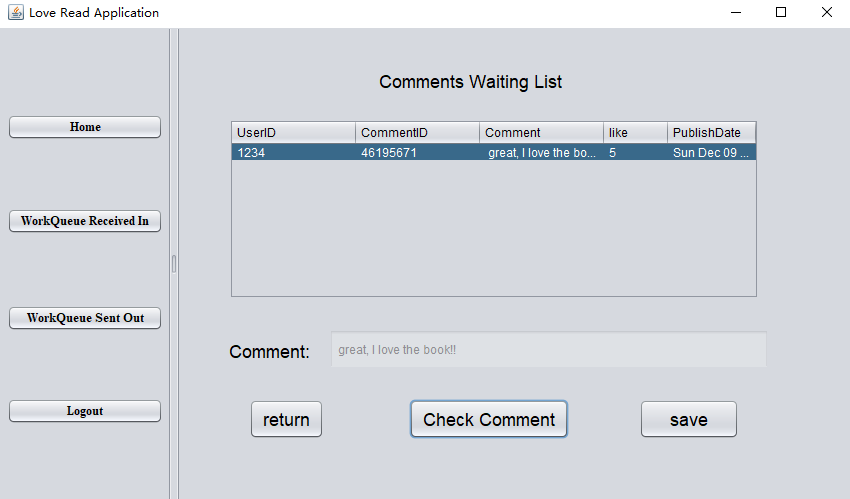 Love Read Application
Home
WorkQueue Received In
WorkQueue Sent Out
Logout
Comments Waiting List
UserID CommentID Comment like PublishDate
1234 46195671 great, I love the bo... 5 Sun Dec 09 ...
Comment: great, I love the book!!
return Check Comment save